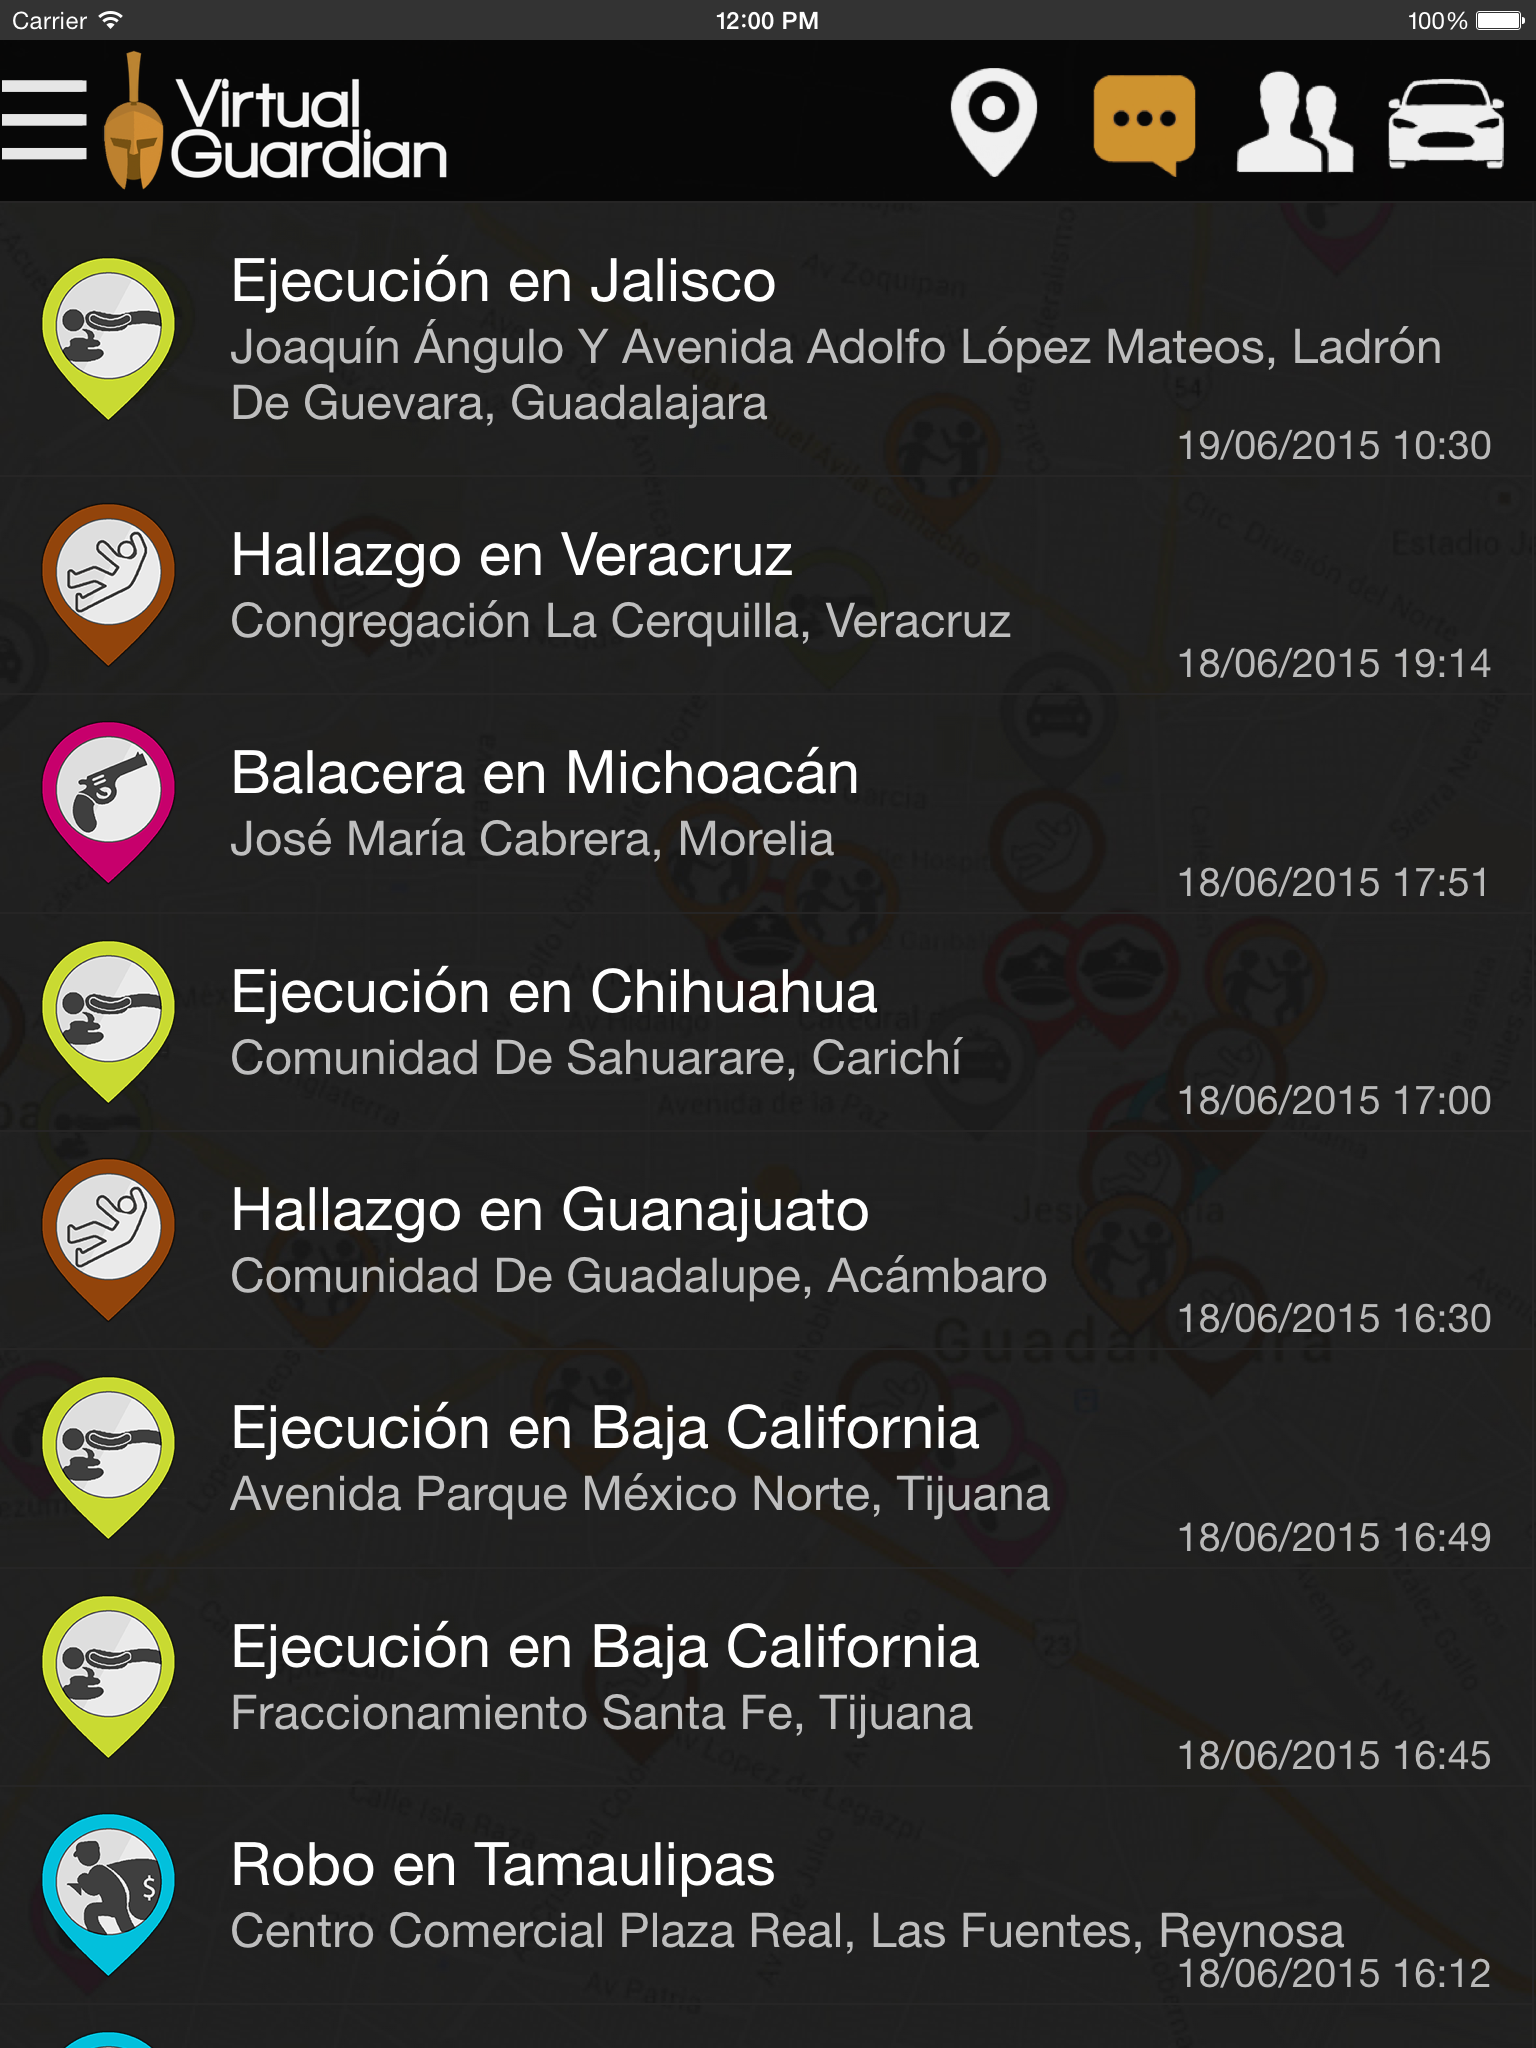 Carrier 12:00 PM 100%
Virtual
Guardian
Ejecución en Jalisco
Joaquín Ángulo Y Avenida Adolfo López Mateos, Ladrón
De Guevara, Guadalajara
19/06/2015 10:30
Hallazgo en Veracruz
Congregación La Cerquilla, Veracruz
18/06/2015 19:14
Balacera en Michoacán
José María Cabrera, Morelia
18/06/2015 17:51
Ejecución en Chihuahua
Comunidad De Sahuarare, Carichí
18/06/2015 17:00
Hallazgo en Guanajuato
Comunidad De Guadalupe, Acámbaro
18/06/2015 16:30
Ejecución en Baja California
Avenida Parque México Norte, Tijuana
18/06/2015 16:49
Ejecución en Baja California
Fraccionamiento Santa Fe, Tijuana
18/06/2015 16:45
Robo en Tamaulipas
Centro Comercial Plaza Real, Las Fuentes, Reynosa
18/06/2015 16:12